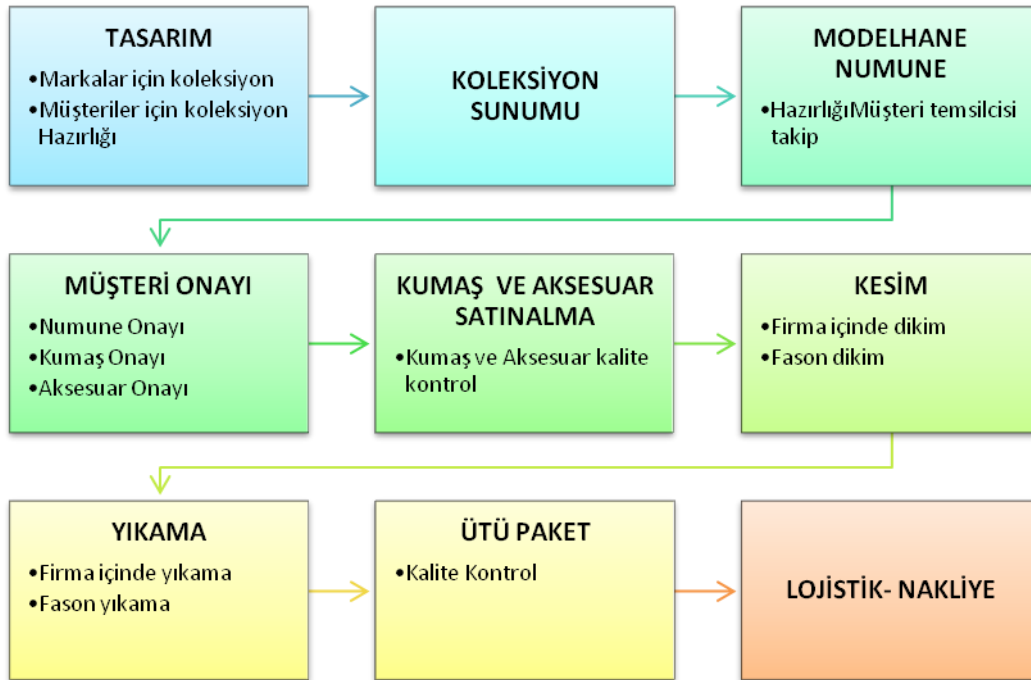 TASARIM
•Markalar için koleksiyon
•Müşteriler için koleksiyon
Hazırlığı
KOLEKSİYON
SUNUMU
MODELHANE
NUMUNE
•HazırlığıMüşteri temsilcisi
takip
MÜŞTERİ ONAYI
•Numune Onayı
•Kumaş Onayı
•Aksesuar Onayı
KUMAŞ  VE AKSESUAR
SATINALMA
•Kumaş ve Aksesuar kalite
kontrol
KESİM
•Firma içinde dikim
•Fason dikim
YIKAMA
•Firma içinde yıkama
•Fason yıkama
ÜTÜ PAKET
•Kalite Kontrol
LOJİSTİK- NAKLİYE